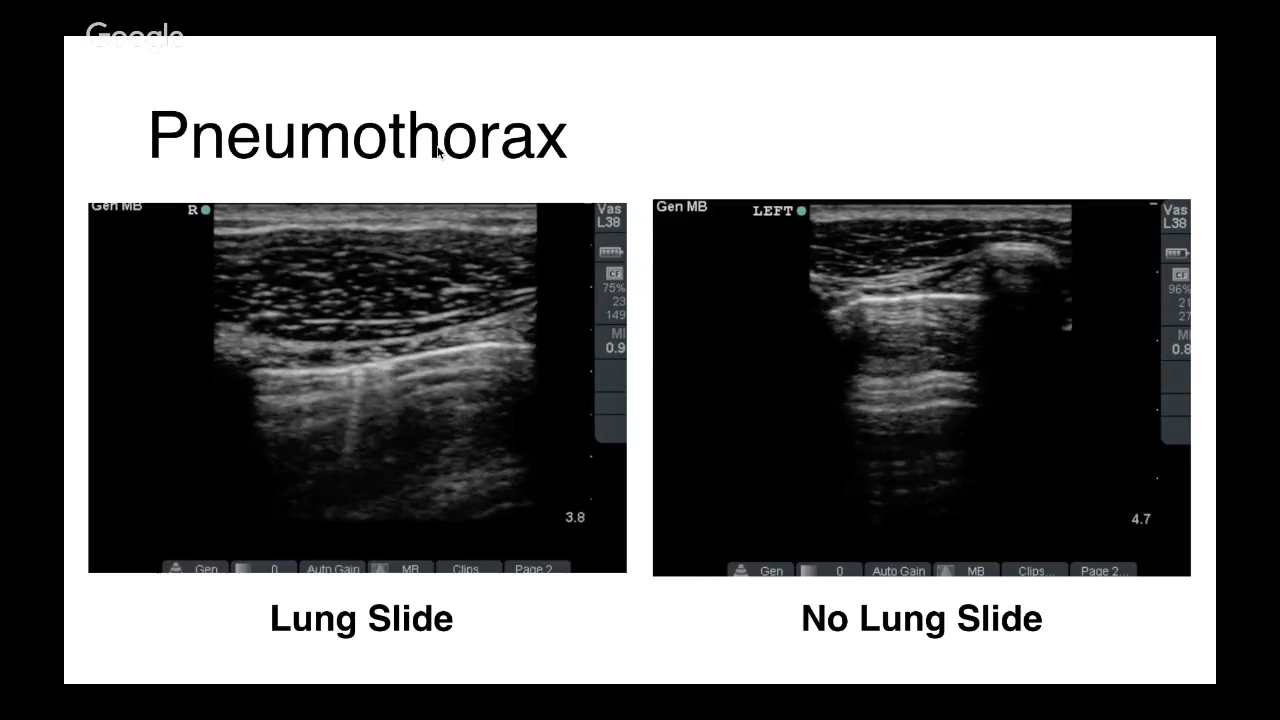 Google
Pneumothorax
Gen MB
R
Vas
L38
CF
75%
23
149
MI
0.9
3.8
Gen
0
Auto Gain
MB
Clips
Page 2
Gen MB
LEFT
Vas
L38
CF
96%
21
27
MI
0.8
4.7
Gen
0
Auto Gain
MB
Clips...
Page 2...
Lung Slide
No Lung Slide